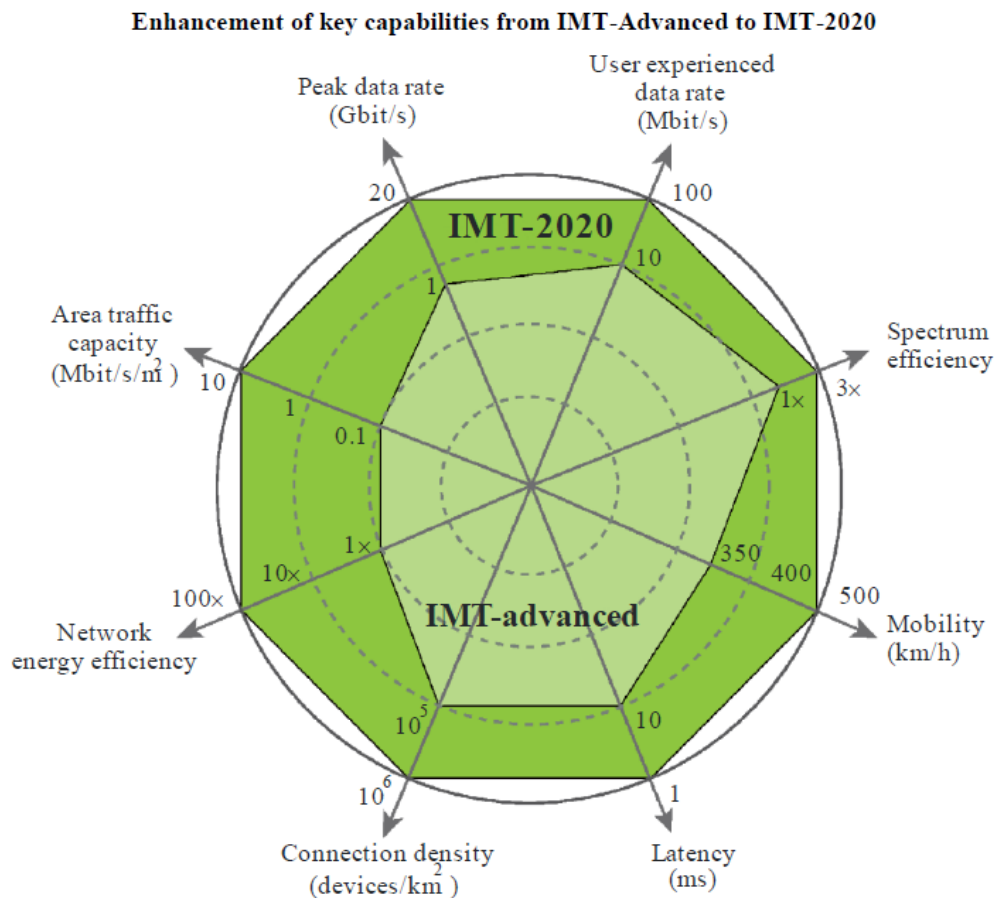 Enhancement of key capabilities from IMT-Advanced to IMT-2020
Peak data rate
(Gbit/s)
User experienced
data rate
(Mbit/s)
20
100
IMT-2020
10
1
Area traffic
capacity
(Mbit/s/m²)
Spectrum
efficiency
10
1
0.1
1×
3×
1×
10×
100×
350
400
500
Network
energy efficiency
IMT-advanced
Mobility
(km/h)
10⁵
10
10⁶
1
Connection density
(devices/km²)
Latency
(ms)